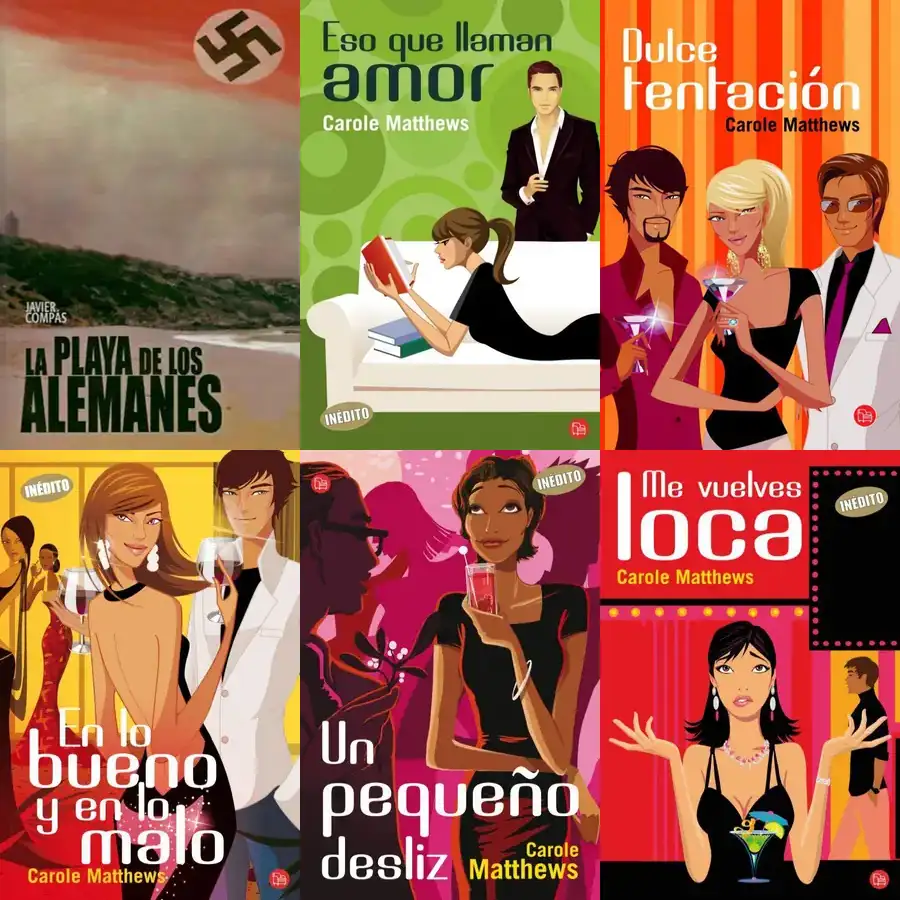 JAVIER
COMPÁS
LA PLAYA DE LOS
ALEMANES
Eso que llaman
amor
Carole Matthews
INÉDITO
Dulce
tentación
Carole Matthews
INÉDITO
En lo
bueno
y en lo
malo
Carole Matthews
INÉDITO
Un
pequeño
desliz
Carole
Matthews
Me vuelves
loca
Carole Matthews
INÉDITO